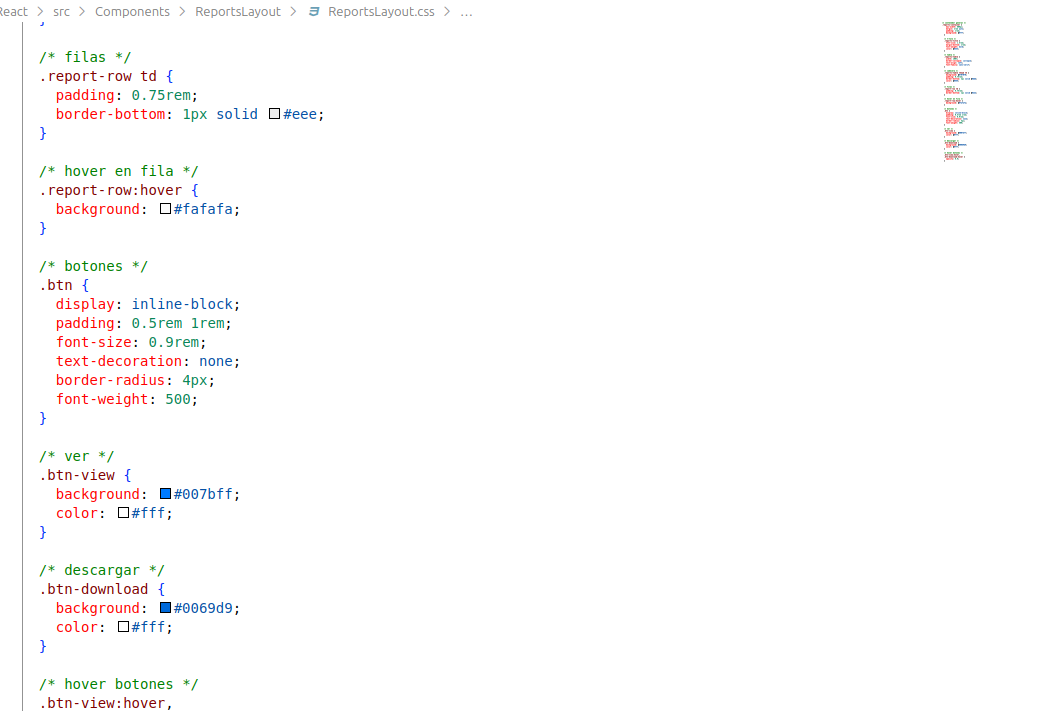 React > src > Components > ReportsLayout > ReportsLayout.css > ...
}
/* filas */
.report-row td {
  padding: 0.75rem;
  border-bottom: 1px solid #eee;
}
/* hover en fila */
.report-row:hover {
  background: #fafafa;
}
/* botones */
.btn {
  display: inline-block;
  padding: 0.5rem 1rem;
  font-size: 0.9rem;
  text-decoration: none;
  border-radius: 4px;
  font-weight: 500;
}
/* ver */
.btn-view {
  background: #007bff;
  color: #fff;
}
/* descargar */
.btn-download {
  background: #0069d9;
  color: #fff;
}
/* hover botones */
.btn-view:hover,